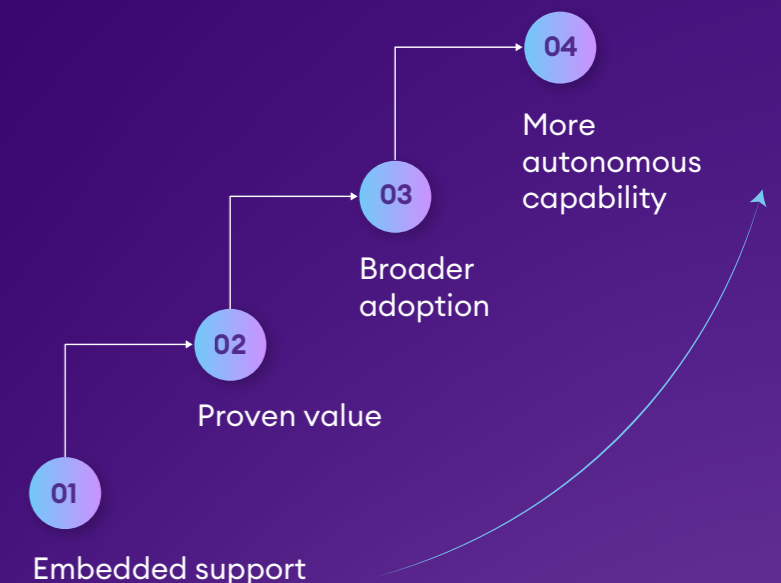 04
More
autonomous
capability
03
Broader
adoption
02
Proven value
01
Embedded support